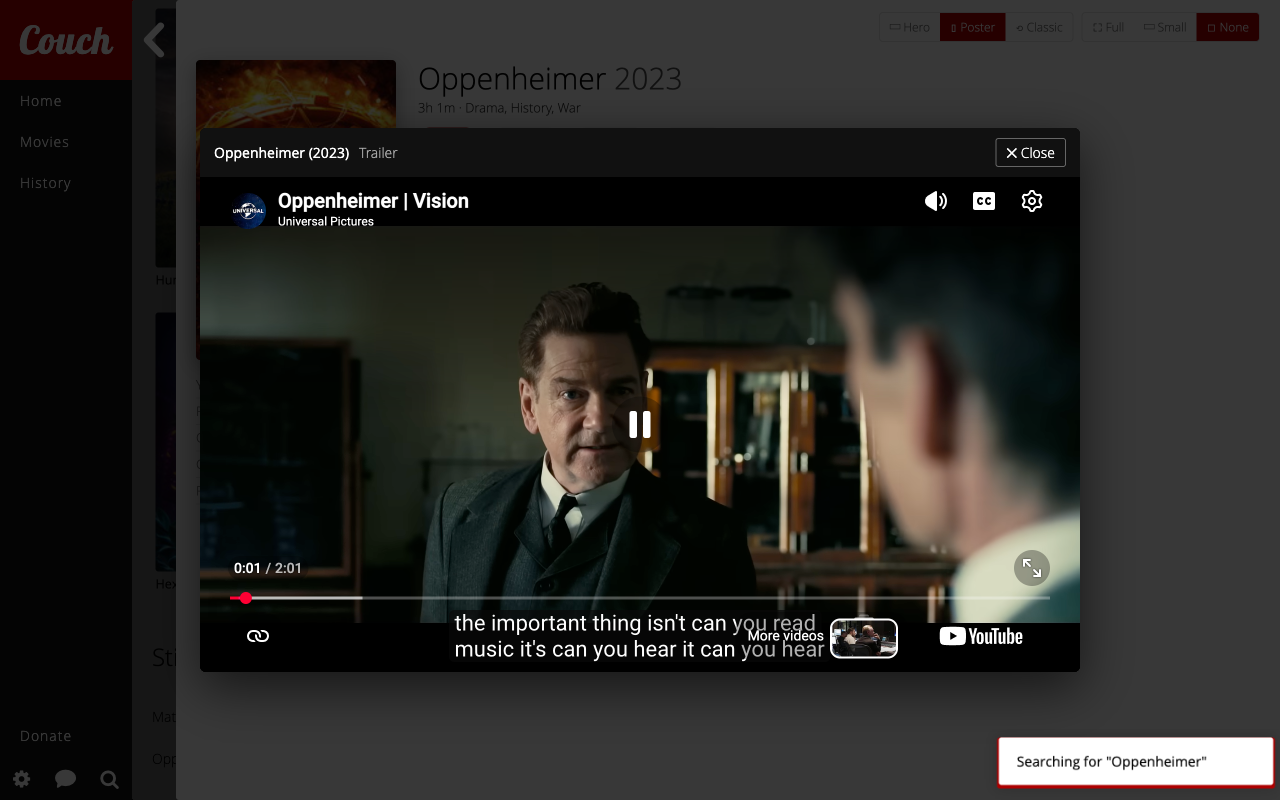 Couch
Home
Movies
History
Donate
Hero
Poster
Classic
Full
Small
None
Oppenheimer 2023
3h 1m · Drama, History, War
Oppenheimer (2023) Trailer
Close
UNIVERSAL
Oppenheimer | Vision
Universal Pictures
CC
0:01 / 2:01
the important thing isn't can you read
music it's can you hear it can you hear
More videos
YouTube
Searching for "Oppenheimer"